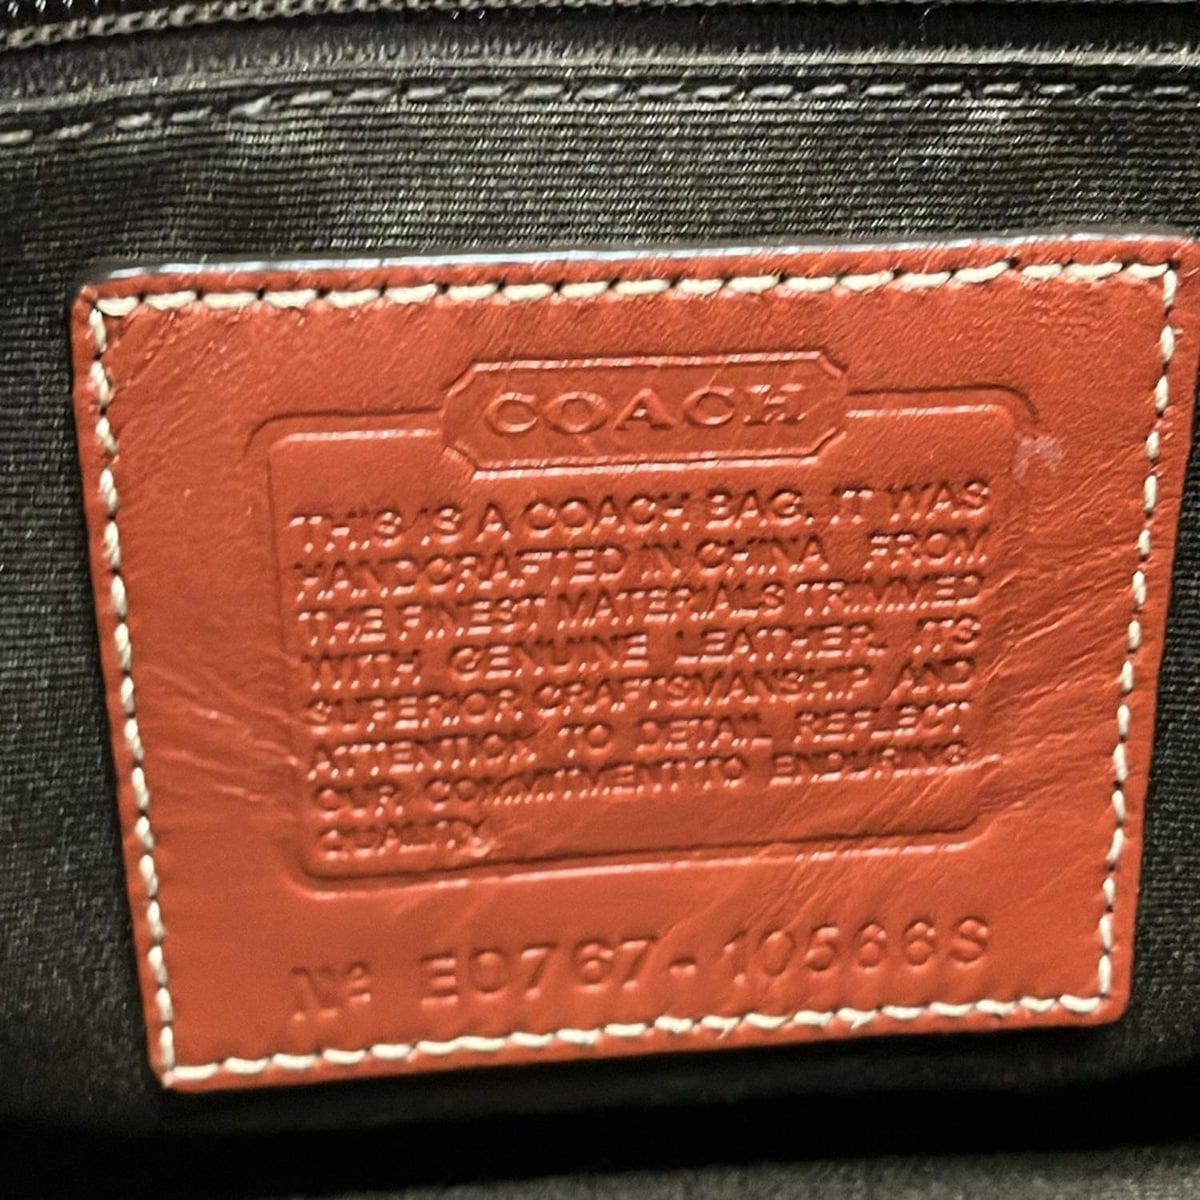 COACH
THIS IS A COACH BAG. IT WAS
HANDCRAFTED IN CHINA FROM
THE FINEST MATERIALS TRIMMED
WITH GENUINE LEATHER. ITS
SUPERIOR CRAFTSMANSHIP AND
ATTENTION TO DETAIL REFLECT
OUR COMMITMENT TO ENDURING
QUALITY.
Nº E0767-10566S